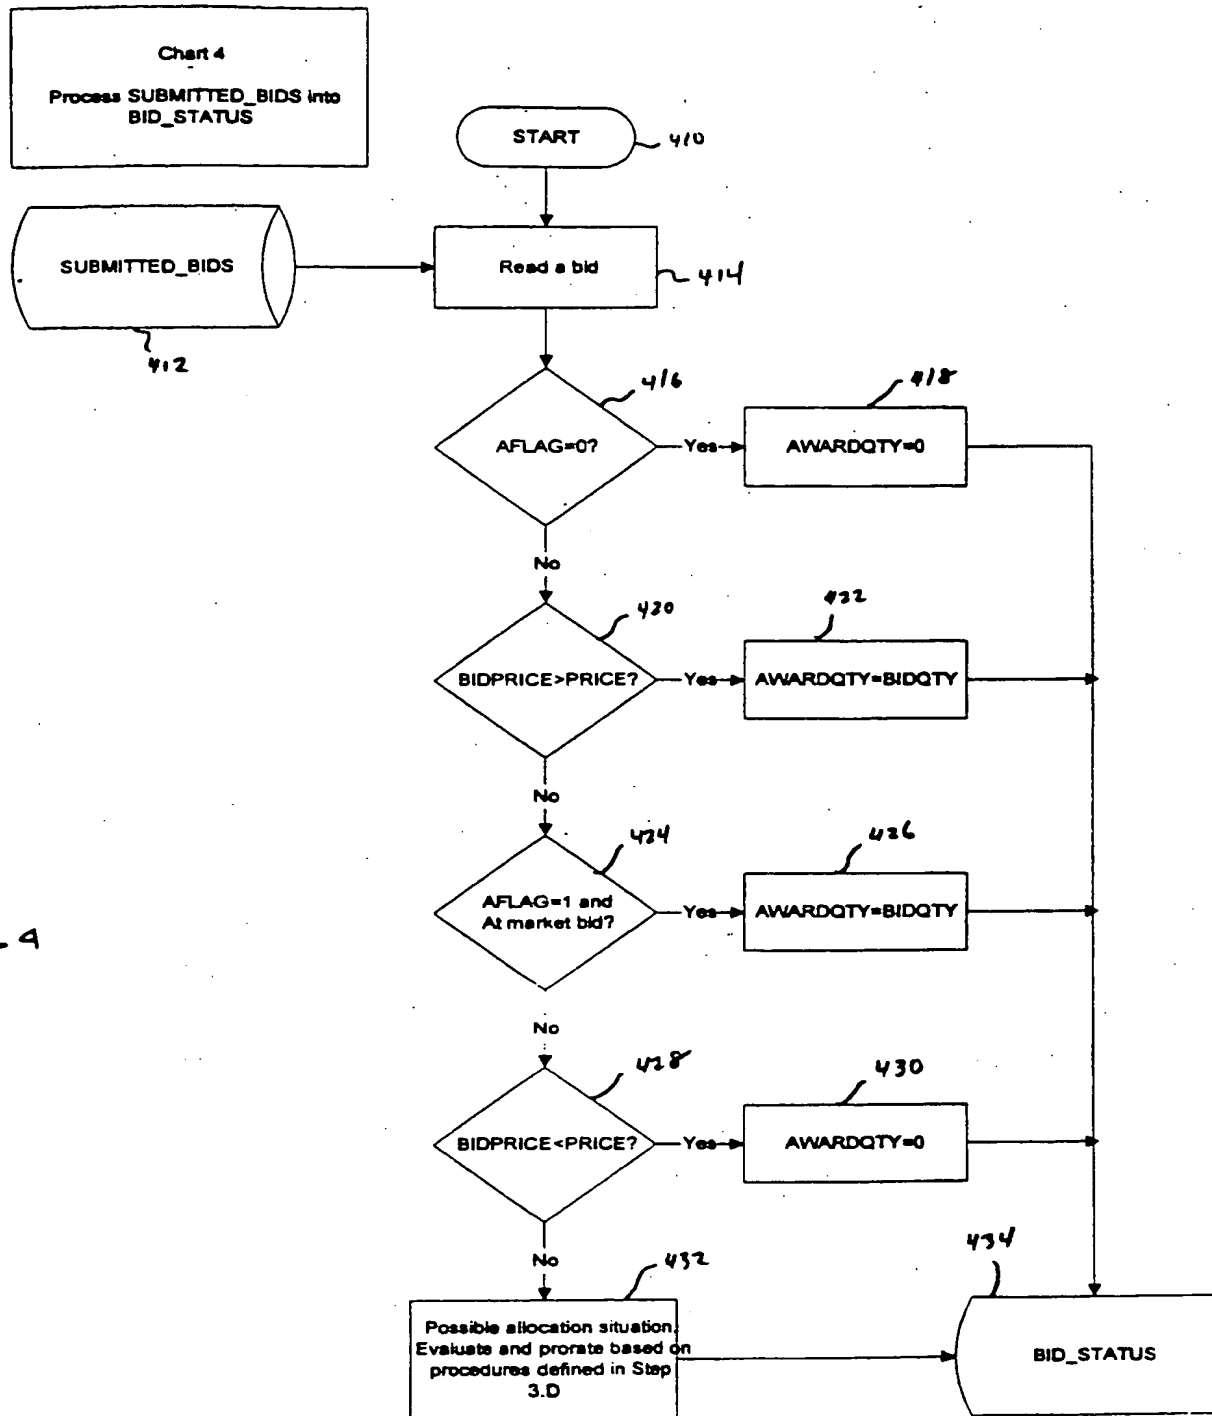 Chart 4
Process SUBMITTED_BIDS into
BID_STATUS
START
410
SUBMITTED_BIDS
412
Read a bid
414
416
AFLAG=0?
Yes
418
AWARDQTY=0
No
420
BIDPRICE>PRICE?
Yes
422
AWARDQTY=BIDQTY
No
424
AFLAG=1 and
At market bid?
Yes
426
AWARDQTY=BIDQTY
No
428
BIDPRICE<PRICE?
Yes
430
AWARDQTY=0
No
432
Possible allocation situation.
Evaluate and prorate based on
procedures defined in Step
3.D
434
BID_STATUS
4